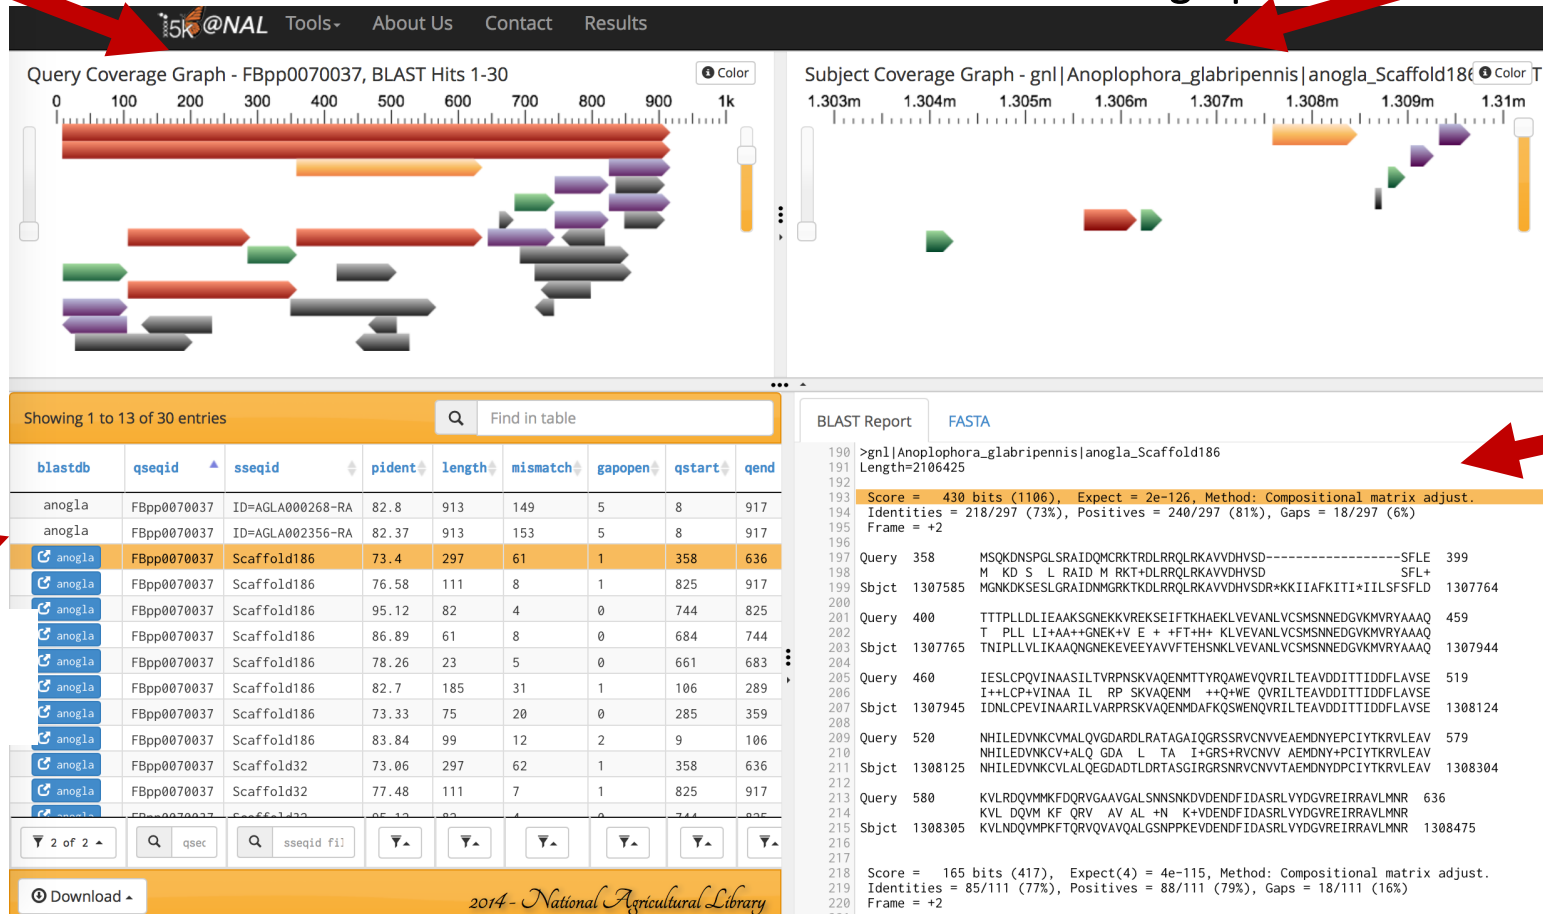 i5k@NAL Tools About Us Contact Results
Query Coverage Graph - FBpp0070037, BLAST Hits 1-30
Color
0 100 200 300 400 500 600 700 800 900 1k
Subject Coverage Graph - gnl|Anoplophora_glabripennis|anogla_Scaffold186
Color
1.303m 1.304m 1.305m 1.306m 1.307m 1.308m 1.309m 1.31m
Showing 1 to 13 of 30 entries
Find in table
blastdb qseqid sseqid pident length mismatch gapopen qstart qend
anogla FBpp0070037 ID=AGLA000268-RA 82.8 913 149 5 8 917
anogla FBpp0070037 ID=AGLA002356-RA 82.37 913 153 5 8 917
anogla FBpp0070037 Scaffold186 73.4 297 61 1 358 636
anogla FBpp0070037 Scaffold186 76.58 111 8 1 825 917
anogla FBpp0070037 Scaffold186 95.12 82 4 0 744 825
anogla FBpp0070037 Scaffold186 86.89 61 8 0 684 744
anogla FBpp0070037 Scaffold186 78.26 23 5 0 661 683
anogla FBpp0070037 Scaffold186 82.7 185 31 1 106 289
anogla FBpp0070037 Scaffold186 73.33 75 20 0 285 359
anogla FBpp0070037 Scaffold186 83.84 99 12 2 9 106
anogla FBpp0070037 Scaffold32 73.06 297 62 1 358 636
anogla FBpp0070037 Scaffold32 77.48 111 7 1 825 917
2 of 2 qsec sseqid fil
Download
2014 - National Agricultural Library
BLAST Report FASTA
190 >gnl|Anoplophora_glabripennis|anogla_Scaffold186
191 Length=2106425
192
193 Score = 430 bits (1106), Expect = 2e-126, Method: Compositional matrix adjust.
194 Identities = 218/297 (73%), Positives = 240/297 (81%), Gaps = 18/297 (6%)
195 Frame = +2
196
197 Query 358 MSQKDNSPGLSRAIDQMCRKTRDLRRQLRKAVVDHVSD------------------SFLE 399
198 M KD S L RAID M RKT+DLRRQLRKAVVDHVSD SFL+
199 Sbjct 1307585 MGNKDKSESLGRAIDNMGRKTKDLRRQLRKAVVDHVSDR*KKIIAFKITI*IILSFSFLD 1307764
200
201 Query 400 TTTPLLDLIEAAKSGNEKKVREKSEIFTKHAEKLVEVANLVCSMSNNEDGVKMVRYAAAQ 459
202 T PLL LI+AA++GNEK+V E + +FT+H+ KLVEVANLVCSMSNNEDGVKMVRYAAAQ
203 Sbjct 1307765 TNIPLLVLIKAAQNGNEKEVEEYAVVFTEHSNKLVEVANLVCSMSNNEDGVKMVRYAAAQ 1307944
204
205 Query 460 IESLCPQVINAASILTVRPNSKVAQENMTTYRQAWEVQVRILTEAVDDITTIDDFLAVSE 519
206 I++LCP+VINAA IL RP SKVAQENM ++Q+WE QVRILTEAVDDITTIDDFLAVSE
207 Sbjct 1307945 IDNLCPEVINAARILVARPRSKVAQENMDAFKQSWENQVRILTEAVDDITTIDDFLAVSE 1308124
208
209 Query 520 NHILEDVNKCVMALQVGDARDLRATAGAIQGRSSRVCNVVEAEMDNYEPCIYTKRVLEAV 579
210 NHILEDVNKCV+ALQ GDA L TA I+GRS+RVCNVV AEMDNY+PCIYTKRVLEAV
211 Sbjct 1308125 NHILEDVNKCVLALQEGDADTLDRTASGIRGRSNRVCNVVTAEMDNYDPCIYTKRVLEAV 1308304
212
213 Query 580 KVLRDQVMMKFDQRVGAAVGALSNNSNKDVDENDFIDASRLVYDGVREIRRAVLMNR 636
214 KVL DQVM KF QRV AV AL +N K+VDENDFIDASRLVYDGVREIRRAVLMNR
215 Sbjct 1308305 KVLNDQVMPKFTQRVQVAVQALGSNPPKEVDENDFIDASRLVYDGVREIRRAVLMNR 1308475
216
217
218 Score = 165 bits (417), Expect(4) = 4e-115, Method: Compositional matrix adjust.
219 Identities = 85/111 (77%), Positives = 88/111 (79%), Gaps = 18/111 (16%)
220 Frame = +2